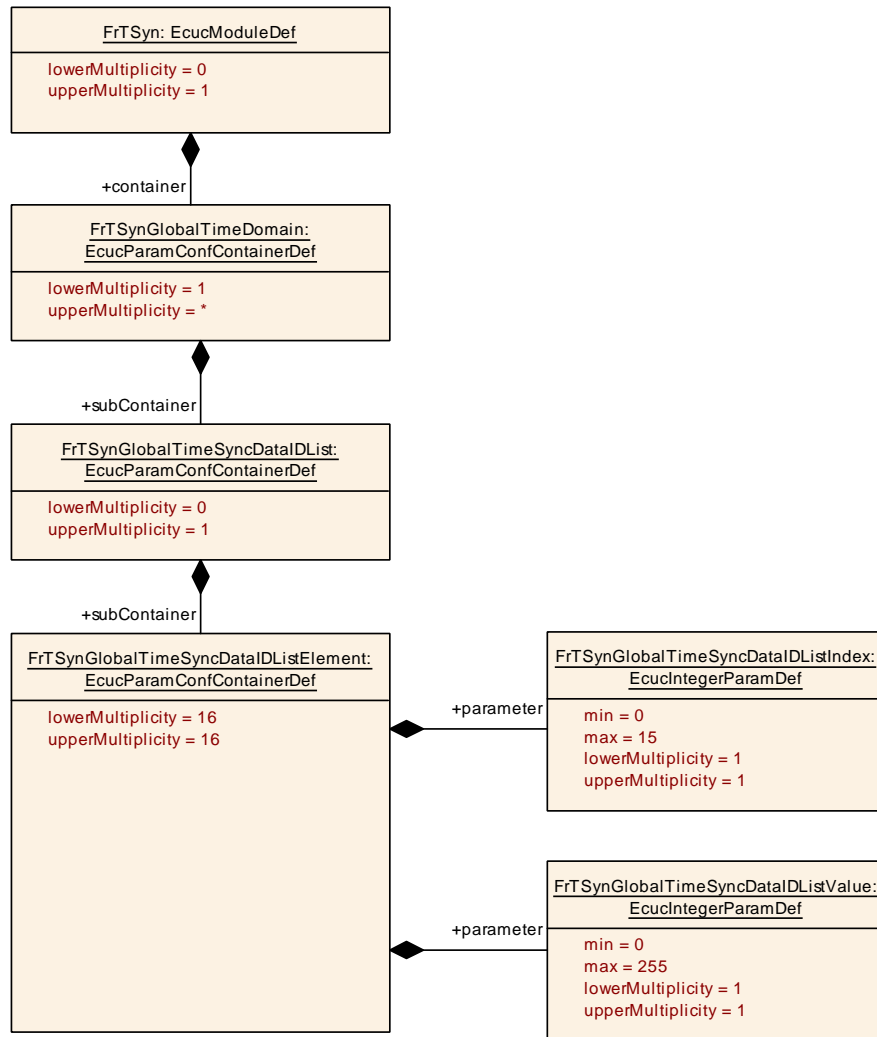 FrTSyn: EcucModuleDef
lowerMultiplicity = 0
upperMultiplicity = 1
+container
FrTSynGlobalTimeDomain:
EcucParamConfContainerDef
lowerMultiplicity = 1
upperMultiplicity = *
+subContainer
FrTSynGlobalTimeSyncDataIDList:
EcucParamConfContainerDef
lowerMultiplicity = 0
upperMultiplicity = 1
+subContainer
FrTSynGlobalTimeSyncDataIDListElement:
EcucParamConfContainerDef
lowerMultiplicity = 16
upperMultiplicity = 16
+parameter
FrTSynGlobalTimeSyncDataIDListIndex:
EcucIntegerParamDef
min = 0
max = 15
lowerMultiplicity = 1
upperMultiplicity = 1
+parameter
FrTSynGlobalTimeSyncDataIDListValue:
EcucIntegerParamDef
min = 0
max = 255
lowerMultiplicity = 1
upperMultiplicity = 1